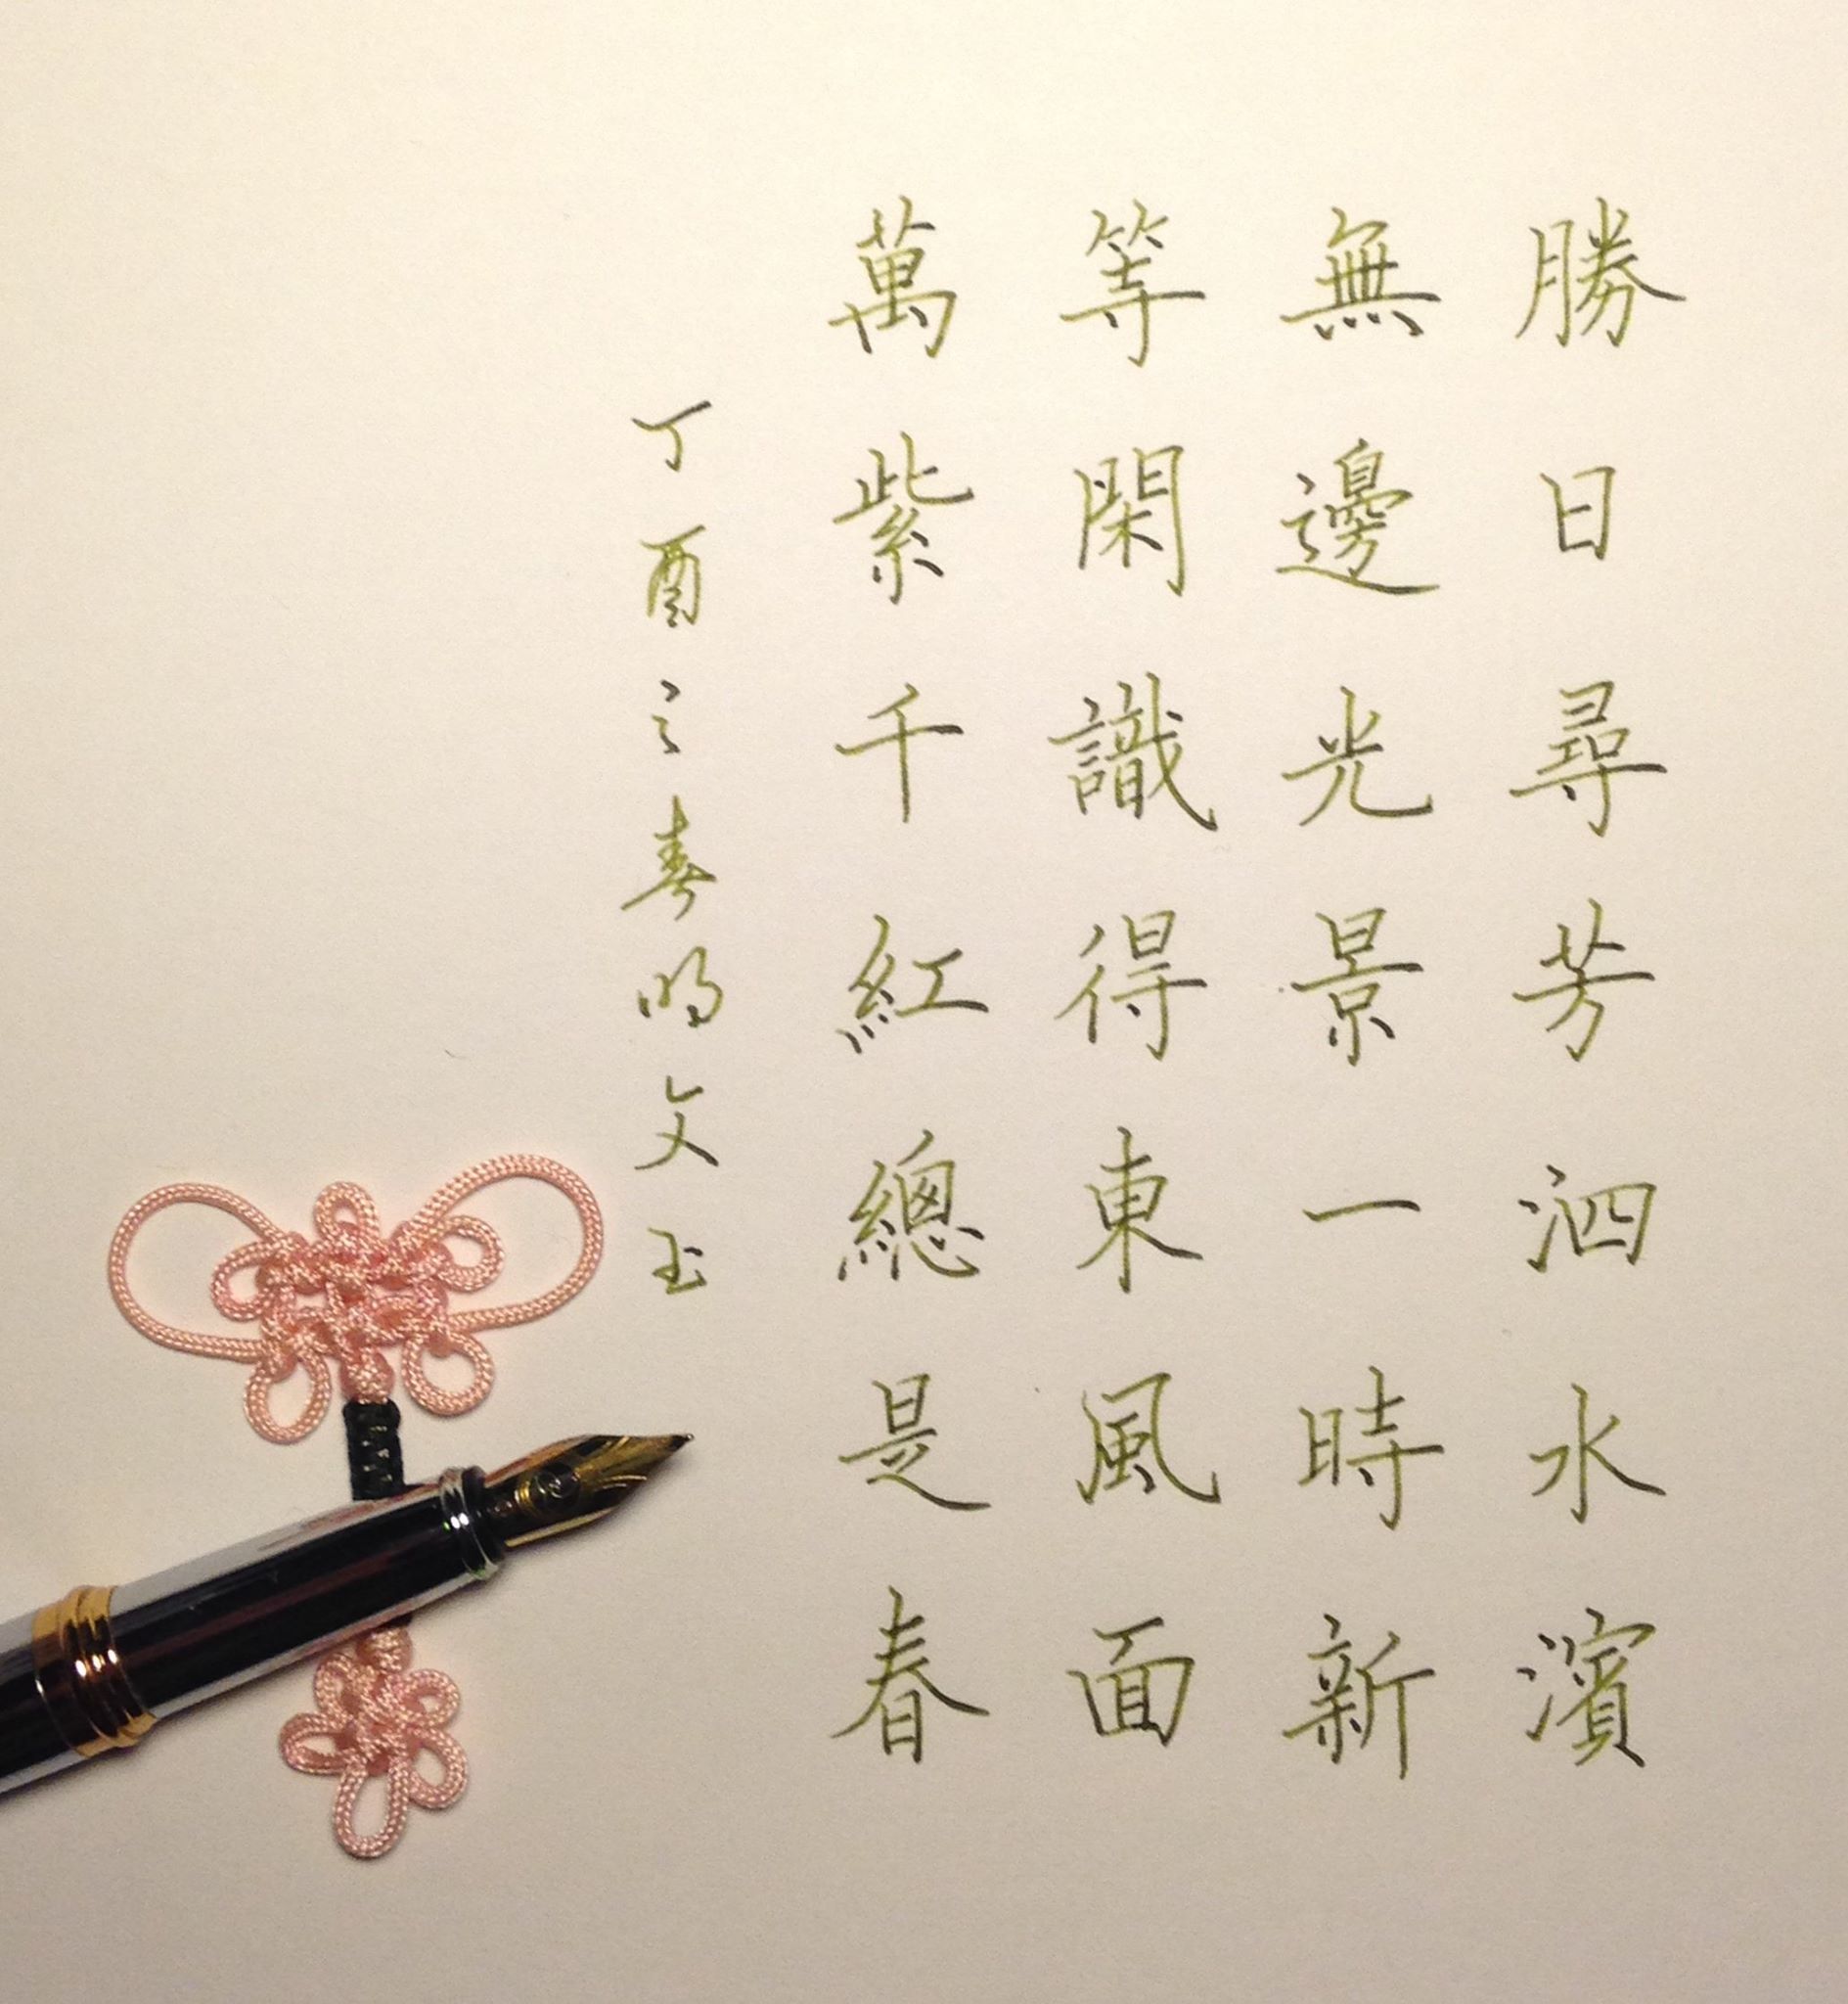 勝日尋芳泗水濱
無邊光景一時新
等閑識得東風面
萬紫千紅總是春
丁酉之春明文玉